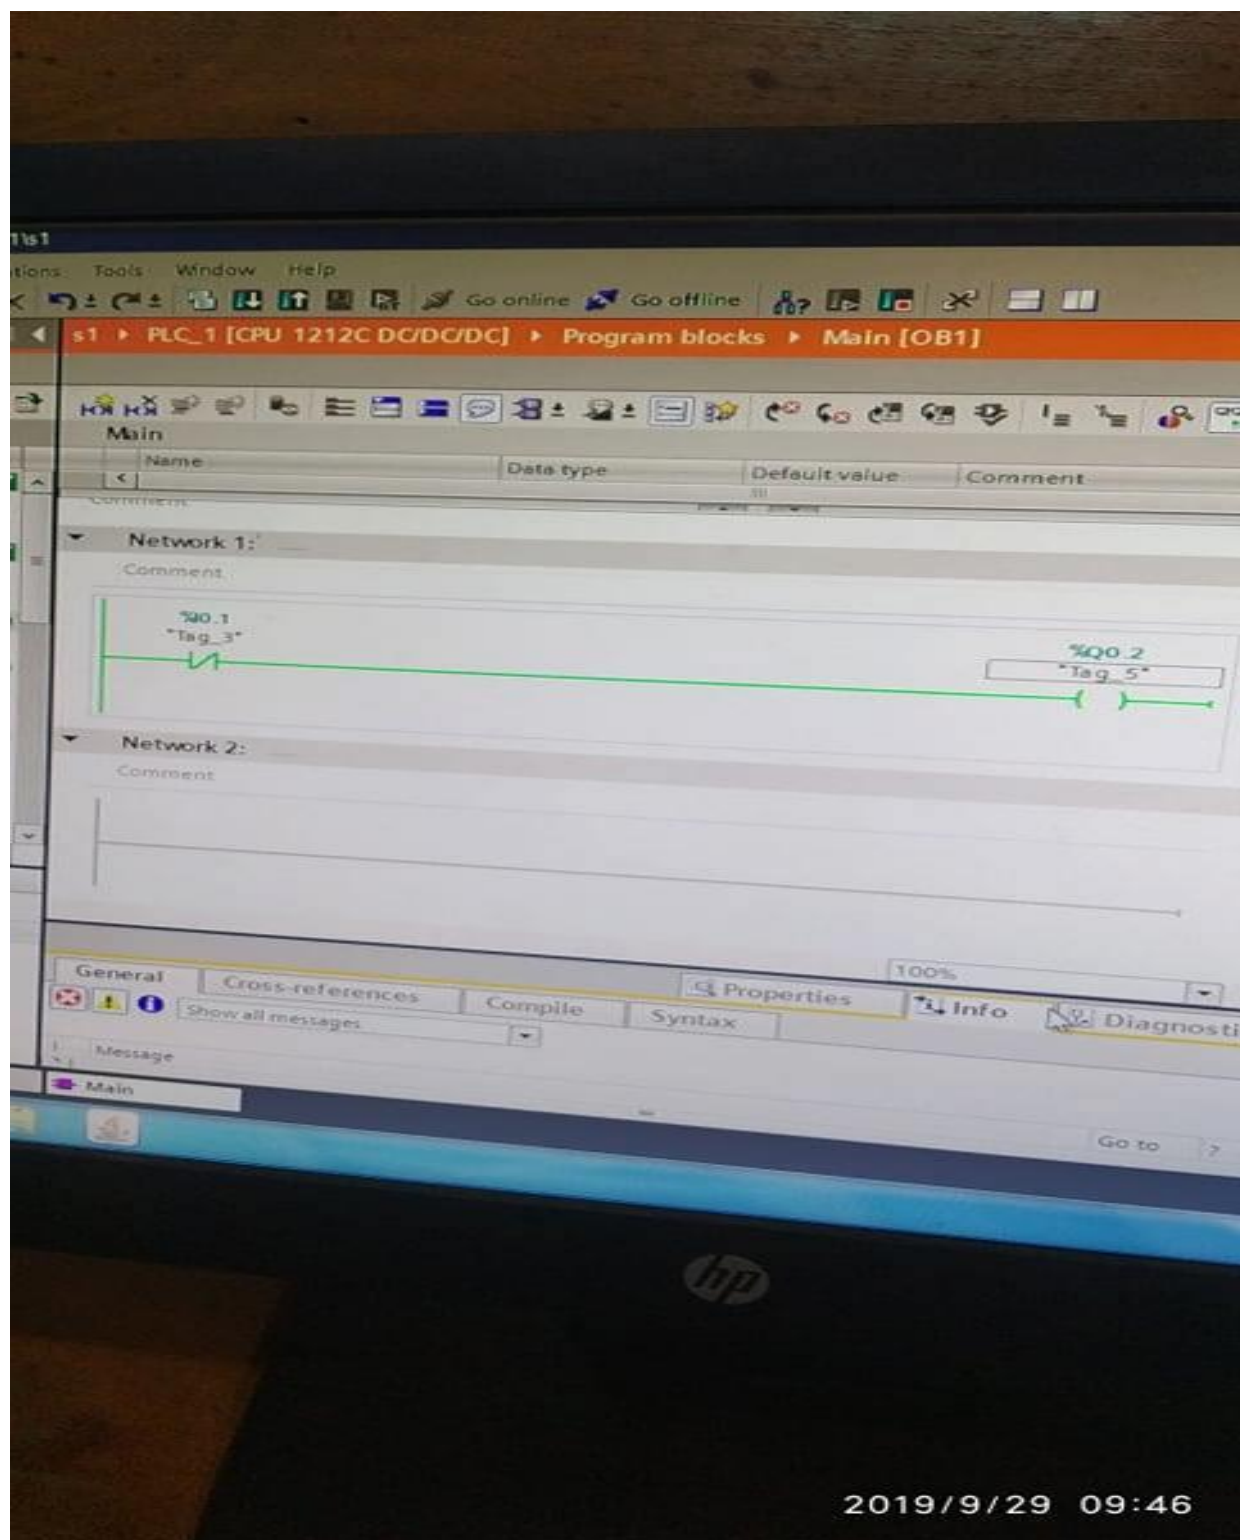 1\s1
tions Tools Window Help
Go online Go offline
s1 PLC_1 [CPU 1212C DC/DC/DC] Program blocks Main [OB1]
Main
Name Data type Default value Comment
Comment
Network 1:
Comment
"Tag_3"
%Q0.2
"Tag_5"
Network 2:
Comment
100%
General Cross-references Compile Syntax
Properties Info Diagnosti
Show all messages
Message
Main
Go to ?
hp
2019/9/29 09:46